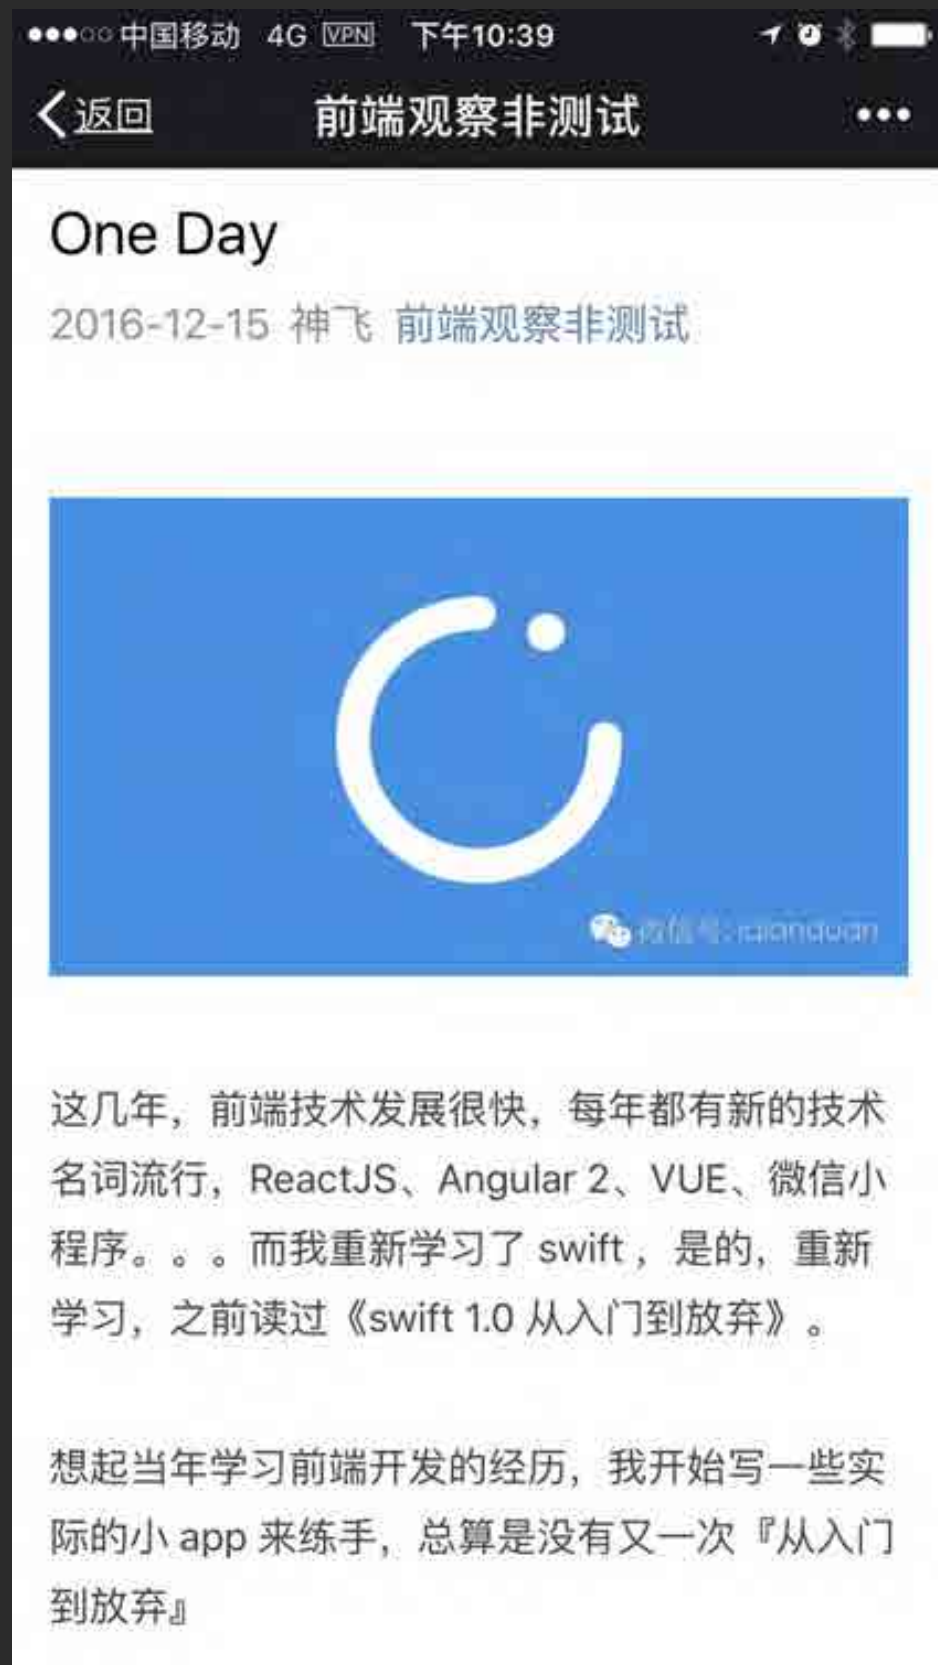 中国移动 4G VPN 下午10:39
返回 前端观察非测试
One Day
2016-12-15 神飞 前端观察非测试
微信号:
这几年，前端技术发展很快，每年都有新的技术
名词流行，ReactJS、Angular 2、VUE、微信小
程序。。。而我重新学习了 swift ，是的，重新
学习，之前读过《swift 1.0 从入门到放弃》。
想起当年学习前端开发的经历，我开始写一些实
际的小 app 来练手，总算是没有又一次『从入门
到放弃』